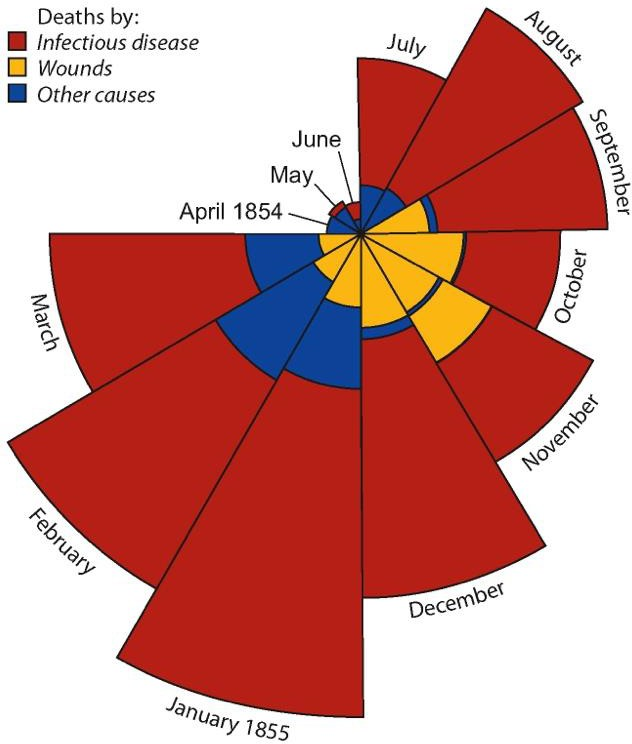 Deaths by:
Infectious disease
Wounds
Other causes
July
August
September
October
November
December
January 1855
February
March
April 1854
May
June